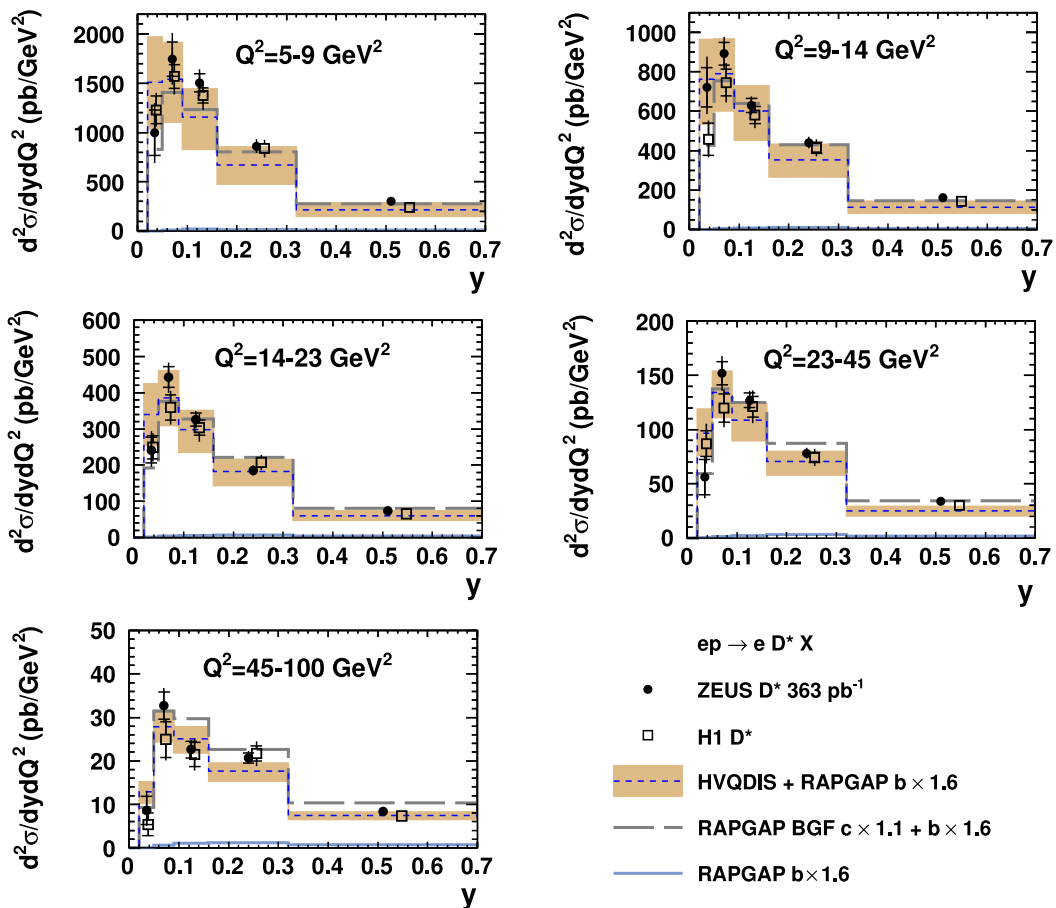 d²σ/dydQ² (pb/GeV²)
Q²=5-9 GeV²
2000
1500
1000
500
0
0 0.1 0.2 0.3 0.4 0.5 0.6 0.7
y
d²σ/dydQ² (pb/GeV²)
Q²=9-14 GeV²
1000
800
600
400
200
0
0 0.1 0.2 0.3 0.4 0.5 0.6 0.7
y
d²σ/dydQ² (pb/GeV²)
Q²=14-23 GeV²
600
500
400
300
200
100
0
0 0.1 0.2 0.3 0.4 0.5 0.6 0.7
y
d²σ/dydQ² (pb/GeV²)
Q²=23-45 GeV²
200
150
100
50
0
0 0.1 0.2 0.3 0.4 0.5 0.6 0.7
y
d²σ/dydQ² (pb/GeV²)
Q²=45-100 GeV²
50
40
30
20
10
0
0 0.1 0.2 0.3 0.4 0.5 0.6 0.7
y
ep → e D* X
ZEUS D* 363 pb⁻¹
H1 D*
HVQDIS + RAPGAP b × 1.6
RAPGAP BGF c × 1.1 + b × 1.6
RAPGAP b × 1.6